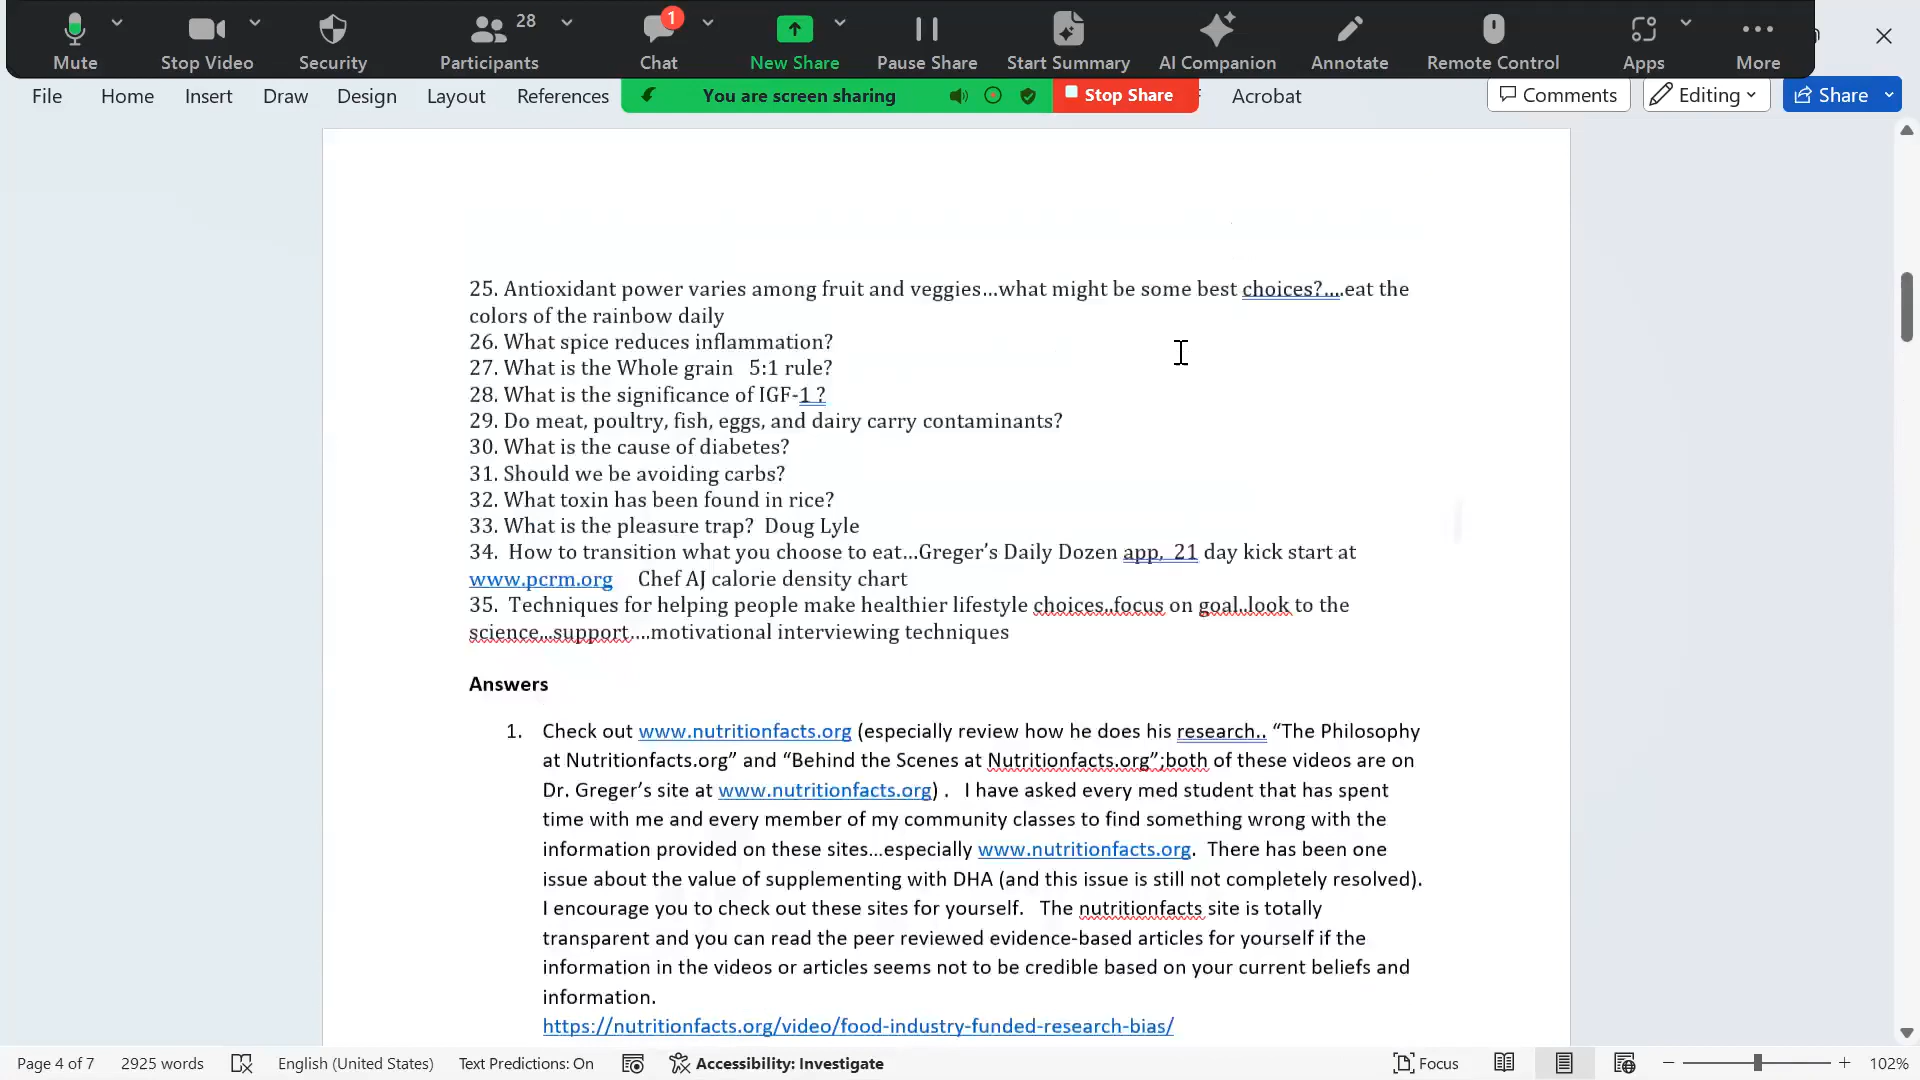 28
1
Mute
Stop Video
Security
Participants
Chat
New Share
Pause Share
Start Summary
AI Companion
Annotate
Remote Control
Apps
More
File
Home
Insert
Draw
Design
Layout
References
You are screen sharing
Stop Share
Acrobat
Comments
Editing
Share
25. Antioxidant power varies among fruit and veggies…what might be some best choices?….eat the
colors of the rainbow daily
26. What spice reduces inflammation?
27. What is the Whole grain   5:1 rule?
28. What is the significance of IGF-1 ?
29. Do meat, poultry, fish, eggs, and dairy carry contaminants?
30. What is the cause of diabetes?
31. Should we be avoiding carbs?
32. What toxin has been found in rice?
33. What is the pleasure trap?  Doug Lyle
34.  How to transition what you choose to eat…Greger’s Daily Dozen app,  21 day kick start at
www.pcrm.org    Chef AJ calorie density chart
35.  Techniques for helping people make healthier lifestyle choices..focus on goal..look to the
science…support….motivational interviewing techniques
Answers
1. Check out www.nutritionfacts.org (especially review how he does his research.. “The Philosophy
at Nutritionfacts.org” and “Behind the Scenes at Nutritionfacts.org”;both of these videos are on
Dr. Greger’s site at www.nutritionfacts.org) .   I have asked every med student that has spent
time with me and every member of my community classes to find something wrong with the
information provided on these sites…especially www.nutritionfacts.org.  There has been one
issue about the value of supplementing with DHA (and this issue is still not completely resolved).
I encourage you to check out these sites for yourself.   The nutritionfacts site is totally
transparent and you can read the peer reviewed evidence-based articles for yourself if the
information in the videos or articles seems not to be credible based on your current beliefs and
information.
https://nutritionfacts.org/video/food-industry-funded-research-bias/
Page 4 of 7
2925 words
English (United States)
Text Predictions: On
Accessibility: Investigate
Focus
102%